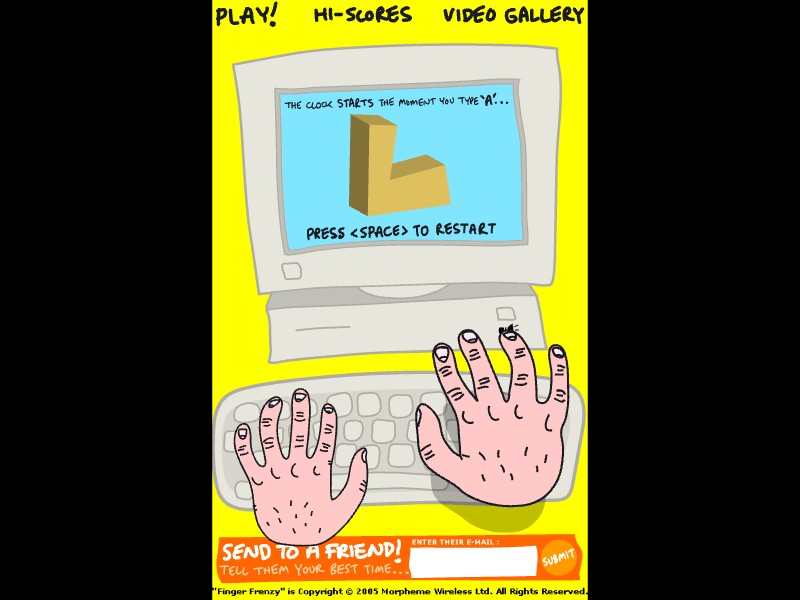 PLAY! HI-SCORES VIDEO GALLERY
THE CLOCK STARTS THE MOMENT YOU TYPE 'A'...
L
PRESS <SPACE> TO RESTART
SEND TO A FRIEND!
TELL THEM YOUR BEST TIME...
ENTER THEIR E-MAIL :
SUBMIT
"Finger Frenzy" is Copyright © 2005 Morpheme Wireless Ltd. All Rights Reserved.